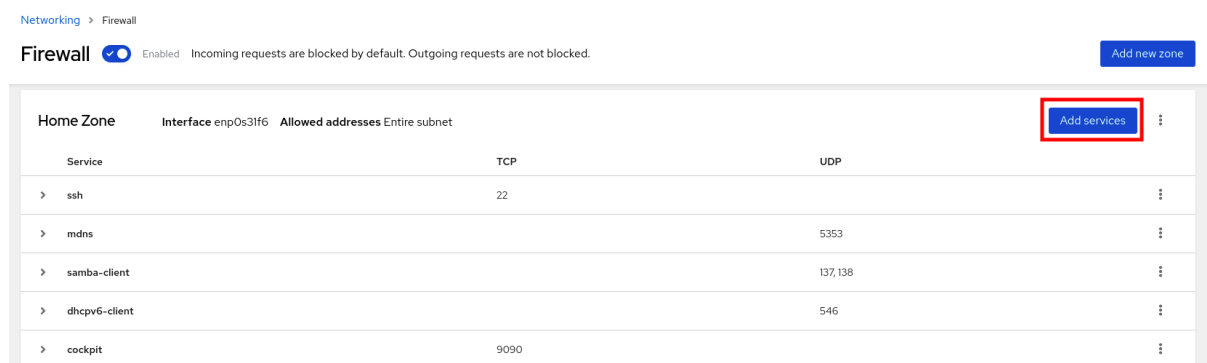 Networking > Firewall
Firewall Enabled Incoming requests are blocked by default. Outgoing requests are not blocked. Add new zone
Home Zone Interface enp0s31f6 Allowed addresses Entire subnet Add services
Service TCP UDP
ssh 22
mdns 5353
samba-client 137, 138
dhcpv6-client 546
cockpit 9090